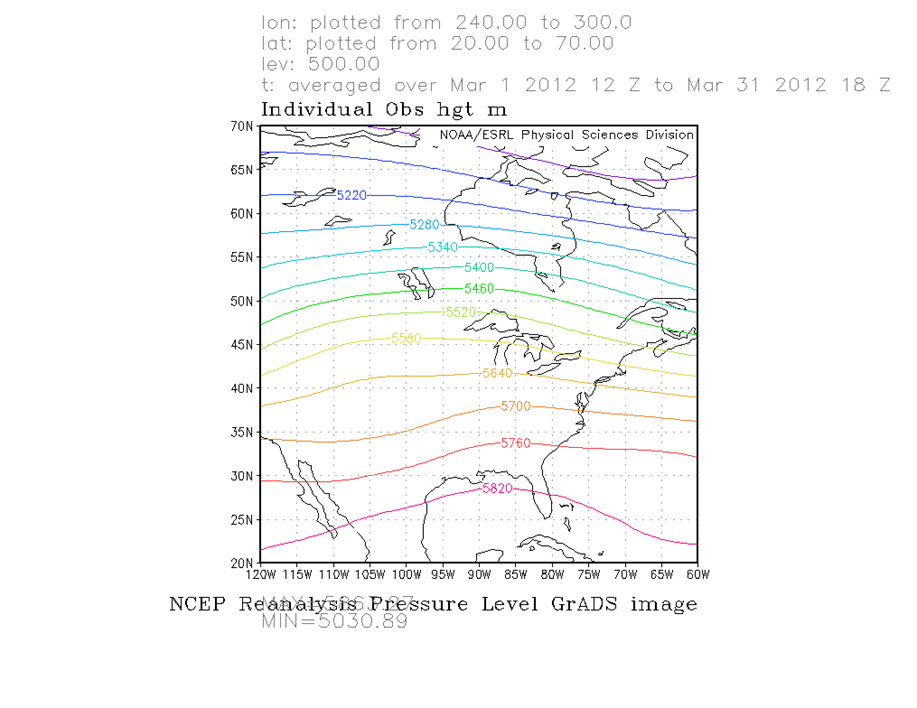 lon: plotted from 240.00 to 300.0
lat: plotted from 20.00 to 70.00
lev: 500.00
t: averaged over Mar 1 2012 12 Z to Mar 31 2012 18 Z
Individual Obs hgt m
NOAA/ESRL Physical Sciences Division
70N
65N
60N
55N
50N
45N
40N
35N
30N
25N
20N
5220
5280
5340
5400
5460
5520
5580
5640
5700
5760
5820
120W 115W 110W 105W 100W 95W 90W 85W 80W 75W 70W 65W 60W
NCEP Reanalysis Pressure Level GrADS image
MIN=5030.89